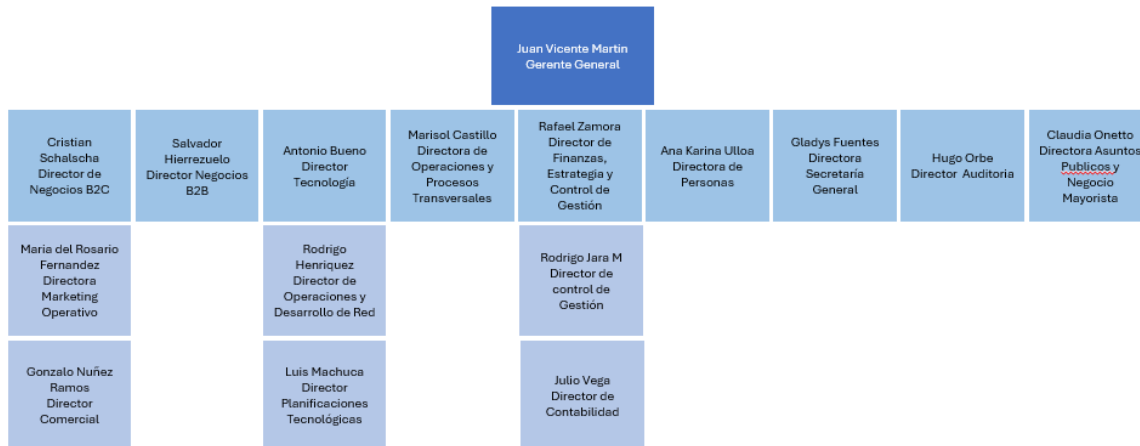 Juan Vicente Martin
Gerente General
Cristian
Schalscha
Director de
Negocios B2C
Salvador
Hierrezuelo
Director Negocios
B2B
Antonio Bueno
Director
Tecnología
Marisol Castillo
Directora de
Operaciones y
Procesos
Transversales
Rafael Zamora
Director de
Finanzas,
Estrategia y
Control de
Gestión
Ana Karina Ulloa
Directora de
Personas
Gladys Fuentes
Directora
Secretaría
General
Hugo Orbe
Director Auditoria
Claudia Onetto
Directora Asuntos
Publicos y
Negocio
Mayorista
Maria del Rosario
Fernandez
Directora
Marketing
Operativo
Rodrigo
Henriquez
Director de
Operaciones y
Desarrollo de Red
Rodrigo Jara M
Director de
control de
Gestión
Gonzalo Nuñez
Ramos
Director
Comercial
Luis Machuca
Director
Planificaciones
Tecnológicas
Julio Vega
Director de
Contabilidad